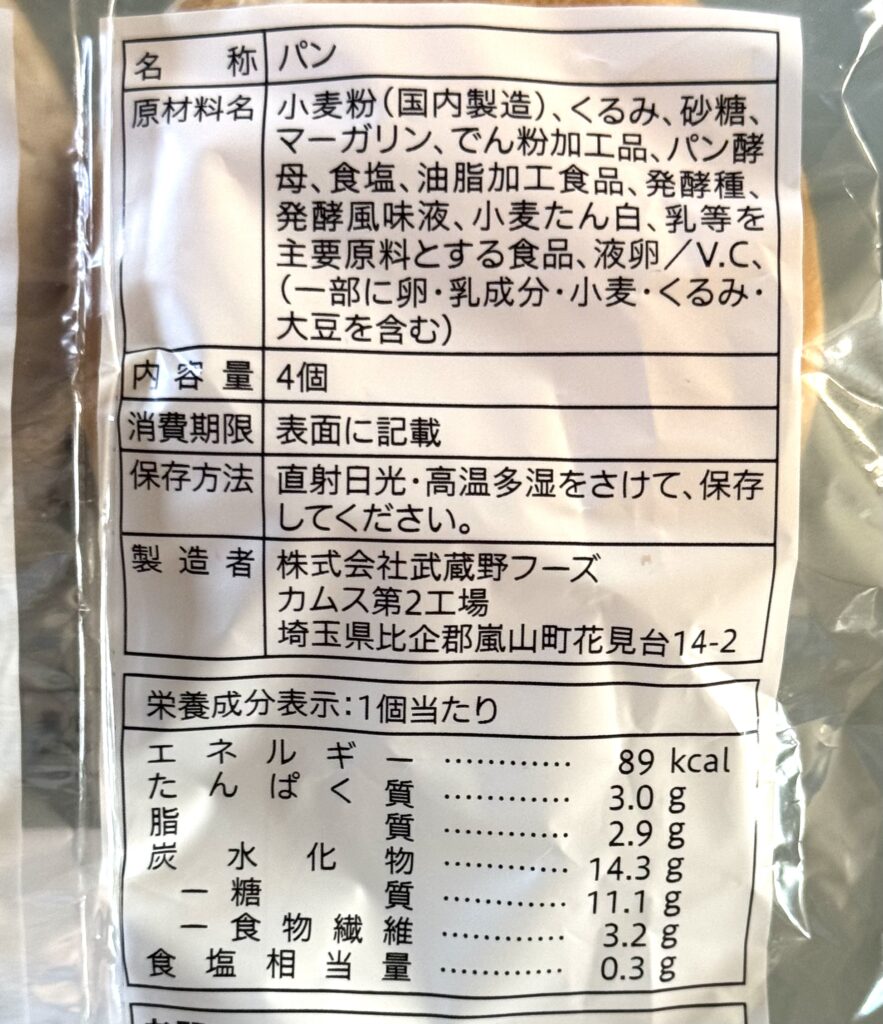 名称 パン
原材料名 小麦粉（国内製造）、くるみ、砂糖、
マーガリン、でん粉加工品、パン酵
母、食塩、油脂加工食品、発酵種、
発酵風味液、小麦たん白、乳等を
主要原料とする食品、液卵／V.C、
（一部に卵・乳成分・小麦・くるみ・
大豆を含む）
内容量 4個
消費期限 表面に記載
保存方法 直射日光・高温多湿をさけて、保存
してください。
製造者 株式会社武蔵野フーズ
カムス第2工場
埼玉県比企郡嵐山町花見台14-2
栄養成分表示：1個当たり
エネルギー ………… 89 kcal
たんぱく質 ………… 3.0 g
脂質 ………… 2.9 g
炭水化物 ………… 14.3 g
－糖質 ………… 11.1 g
－食物繊維 ………… 3.2 g
食塩相当量 ………… 0.3 g